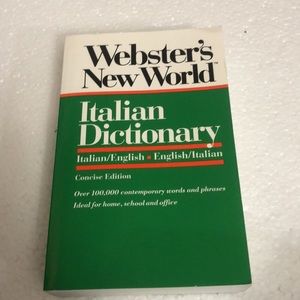 Webster's
New World™
Italian
Dictionary
Italian/English ▪ English/Italian
Concise Edition
Over 100,000 contemporary words and phrases
Ideal for home, school and office